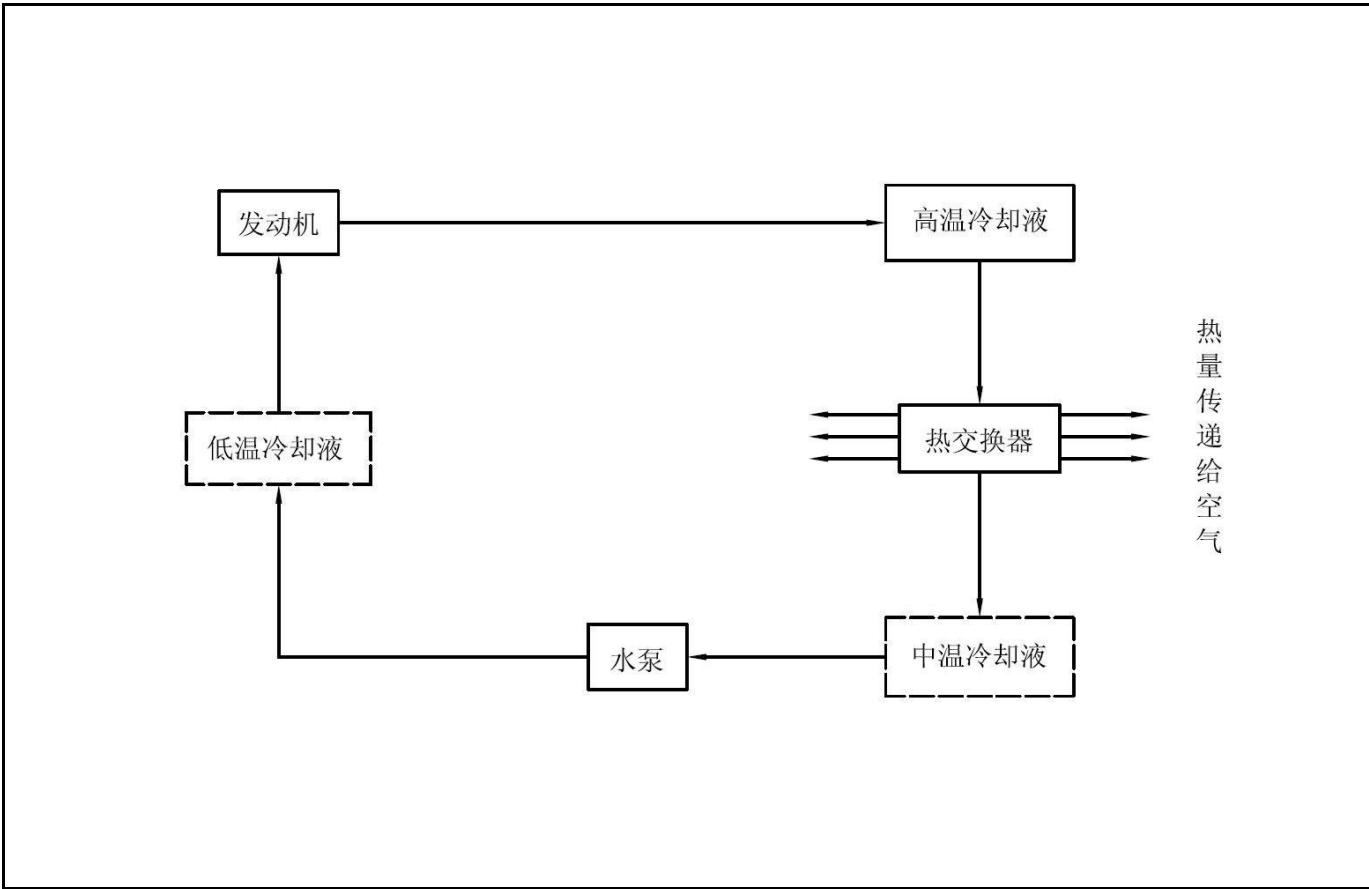 发动机
高温冷却液
热量传递给空气
低温冷却液
热交换器
水泵
中温冷却液